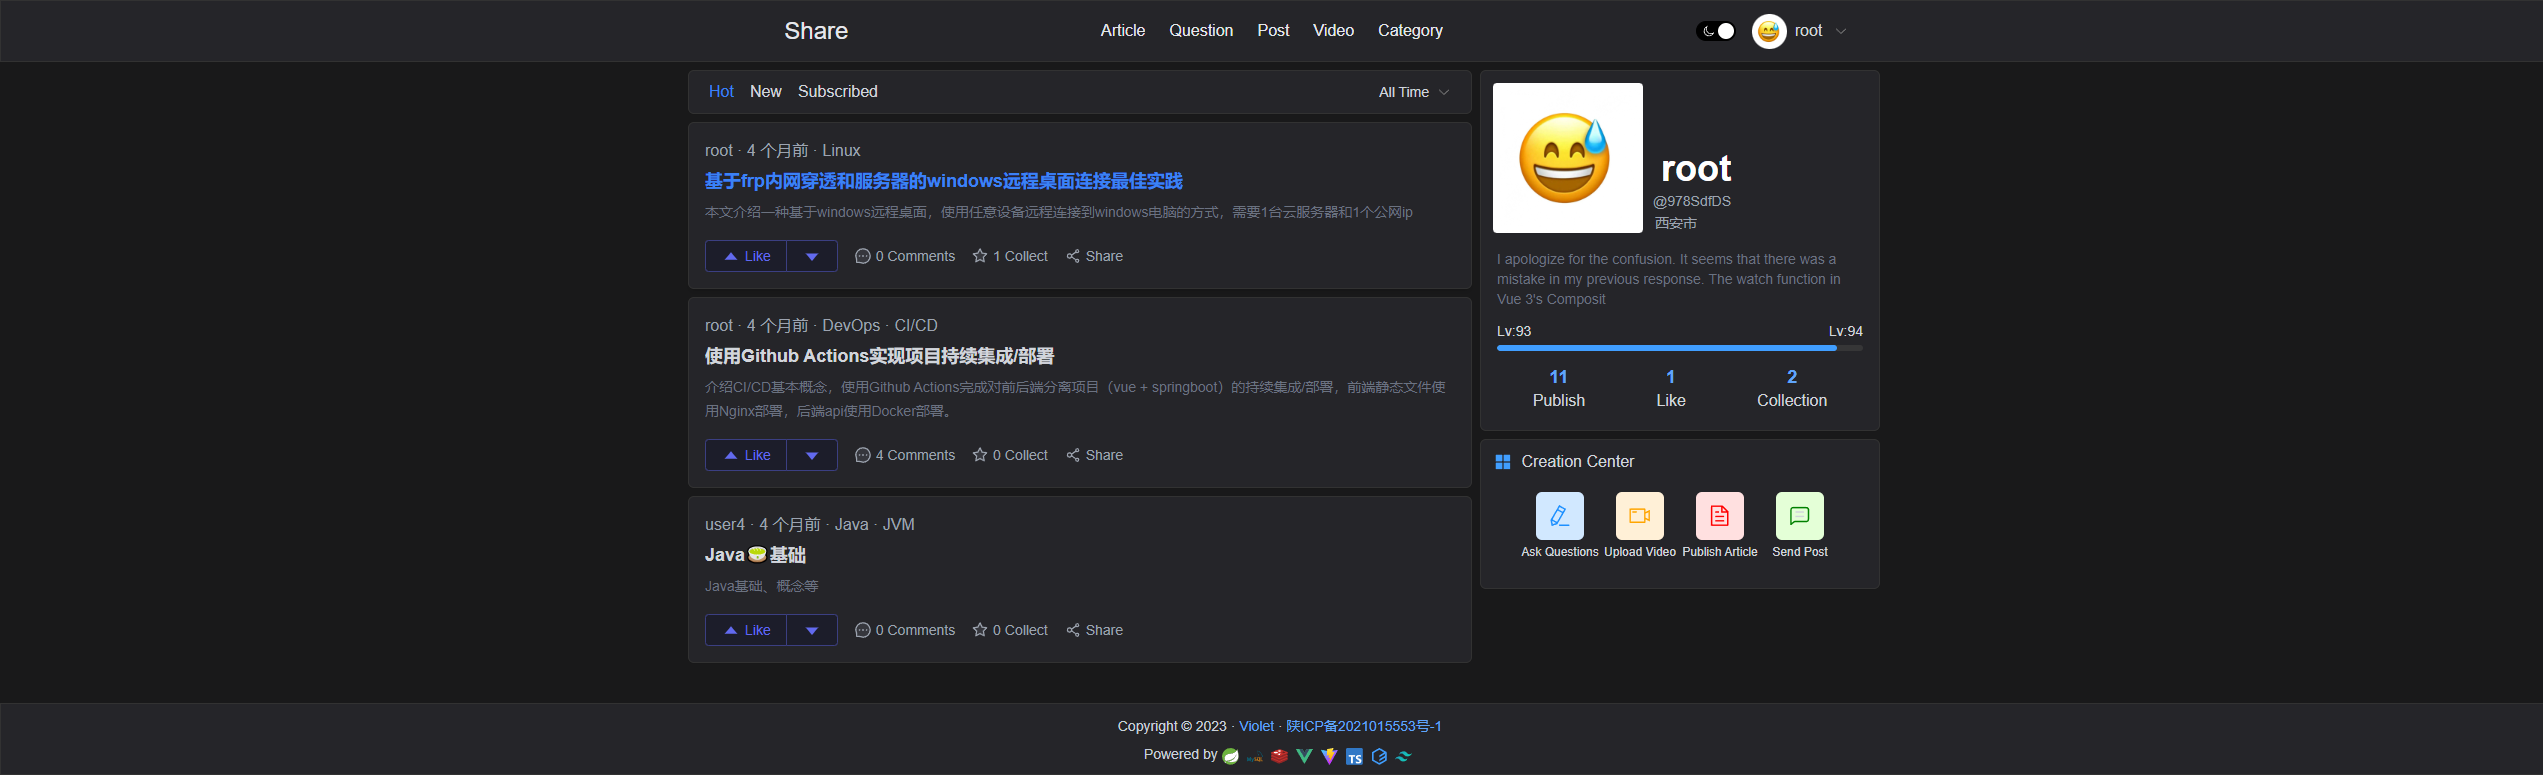 Share
Article Question Post Video Category
root
Hot New Subscribed
All Time
root · 4 个月前 · Linux
基于frp内网穿透和服务器的windows远程桌面连接最佳实践
本文介绍一种基于windows远程桌面，使用任意设备远程连接到windows电脑的方式，需要1台云服务器和1个公网ip
Like
0 Comments 1 Collect Share
root · 4 个月前 · DevOps · CI/CD
使用Github Actions实现项目持续集成/部署
介绍CI/CD基本概念，使用Github Actions完成对前后端分离项目（vue + springboot）的持续集成/部署，前端静态文件使
用Nginx部署，后端api使用Docker部署。
Like
4 Comments 0 Collect Share
user4 · 4 个月前 · Java · JVM
Java🍵基础
Java基础、概念等
Like
0 Comments 0 Collect Share
root
@978SdfDS
西安市
I apologize for the confusion. It seems that there was a
mistake in my previous response. The watch function in
Vue 3's Composit
Lv:93 Lv:94
11 1 2
Publish Like Collection
Creation Center
Ask Questions Upload Video Publish Article Send Post
Copyright © 2023 · Violet · 陕ICP备2021015553号-1
Powered by MySQL TS